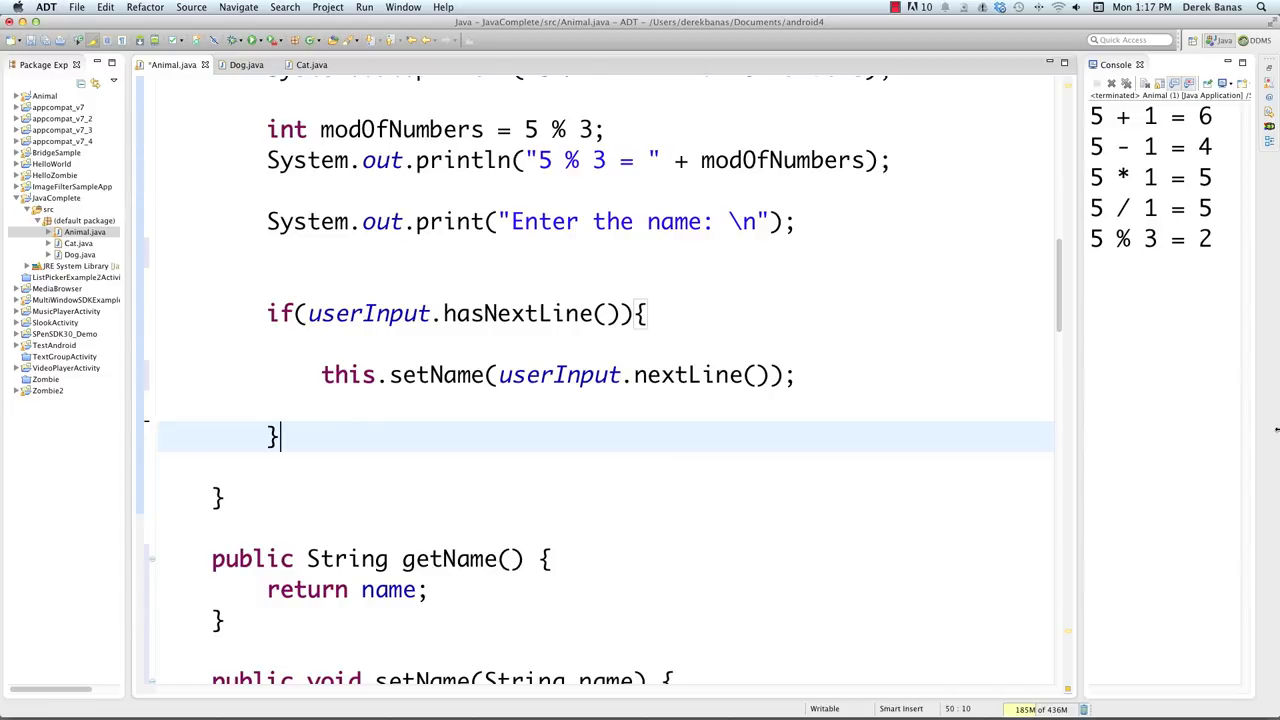 ADT File Edit Refactor Source Navigate Search Project Run Window Help 10 Mon 1:17 PM Derek Banas
Java - JavaComplete/src/Animal.java - ADT - /Users/derekbanas/Documents/android4
Quick Access Java DDMS
Package Exp
*Animal.java Dog.java Cat.java
Console
<terminated> Animal (1) [Java Application] /S
Animal
appcompat_v7
appcompat_v7_2
appcompat_v7_3
appcompat_v7_4
BridgeSample
HelloWorld
HelloZombie
ImageFilterSampleApp
JavaComplete
src
(default package)
Animal.java
Cat.java
Dog.java
JRE System Library [Ja
ListPickerExample2Activi
MediaBrowser
MultiWindowSDKExample
MusicPlayerActivity
SlookActivity
SPenSDK30_Demo
TestAndroid
TextGroupActivity
VideoPlayerActivity
Zombie
Zombie2
int modOfNumbers = 5 % 3;
System.out.println("5 % 3 = " + modOfNumbers);
System.out.print("Enter the name: \n");
if(userInput.hasNextLine()){
this.setName(userInput.nextLine());
}
}
public String getName() {
return name;
}
public void setName(String name) {
5 + 1 = 6
5 - 1 = 4
5 * 1 = 5
5 / 1 = 5
5 % 3 = 2
Writable Smart Insert 50 : 10 185M of 436M